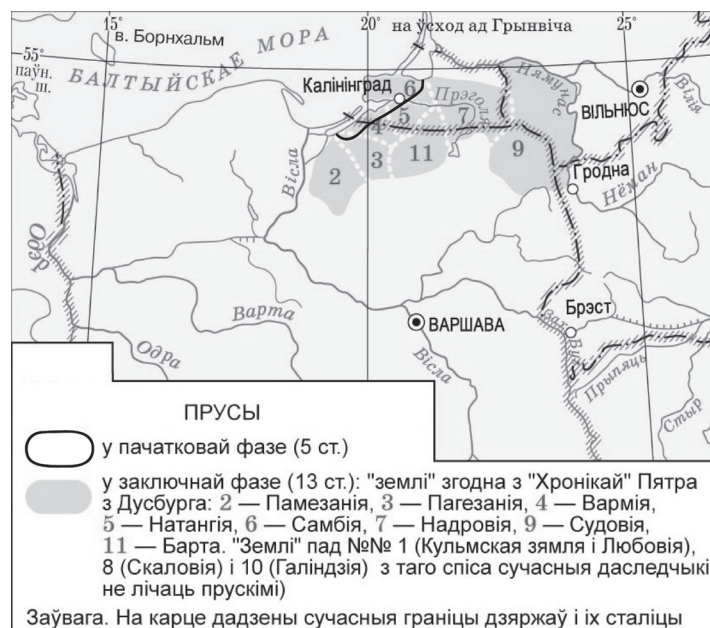 15°
20°
на ўсход ад Грынвіча
25°
55°
паўн.
ш.
в. Борнхальм
БАЛТЫЙСКАЕ МОРА
Калінінград
6
Прэголя
Нямунас
ВІЛЬНЮС
Вілія
5
4
7
2
3
11
9
Вісла
Гродна
Нёман
Одра
Варта
ВАРШАВА
Брэст
Зах. Буг
Одра
Вісла
Прыпяць
Стыр
ПРУСЫ
у пачатковай фазе (5 ст.)
у заключнай фазе (13 ст.): "землі" згодна з "Хронікай" Пятра
з Дусбурга: 2 — Памезанія, 3 — Пагезанія, 4 — Вармія,
5 — Натангія, 6 — Самбія, 7 — Надровія, 9 — Судовія,
11 — Барта. "Землі" пад №№ 1 (Кульмская зямля і Любовія),
8 (Скаловія) і 10 (Галіндзія) з таго спіса сучасныя даследчыкі
не лічаць прускімі)
Заўвага. На карце дадзены сучасныя граніцы дзяржаў і іх сталіцы